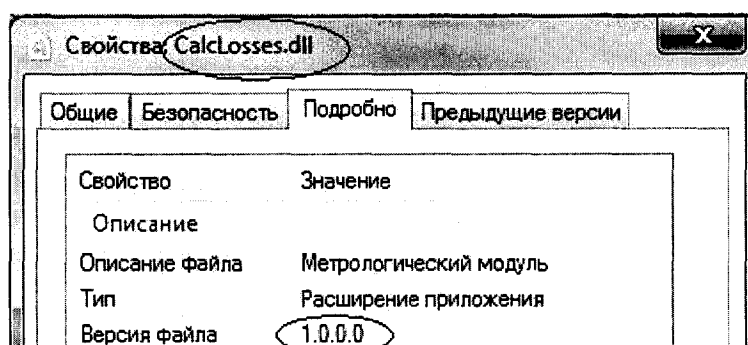 Свойства: CalcLosses.dll
X
Общие Безопасность Подробно Предыдущие версии
Свойство Значение
Описание
Описание файла Метрологический модуль
Тип Расширение приложения
Версия файла 1.0.0.0